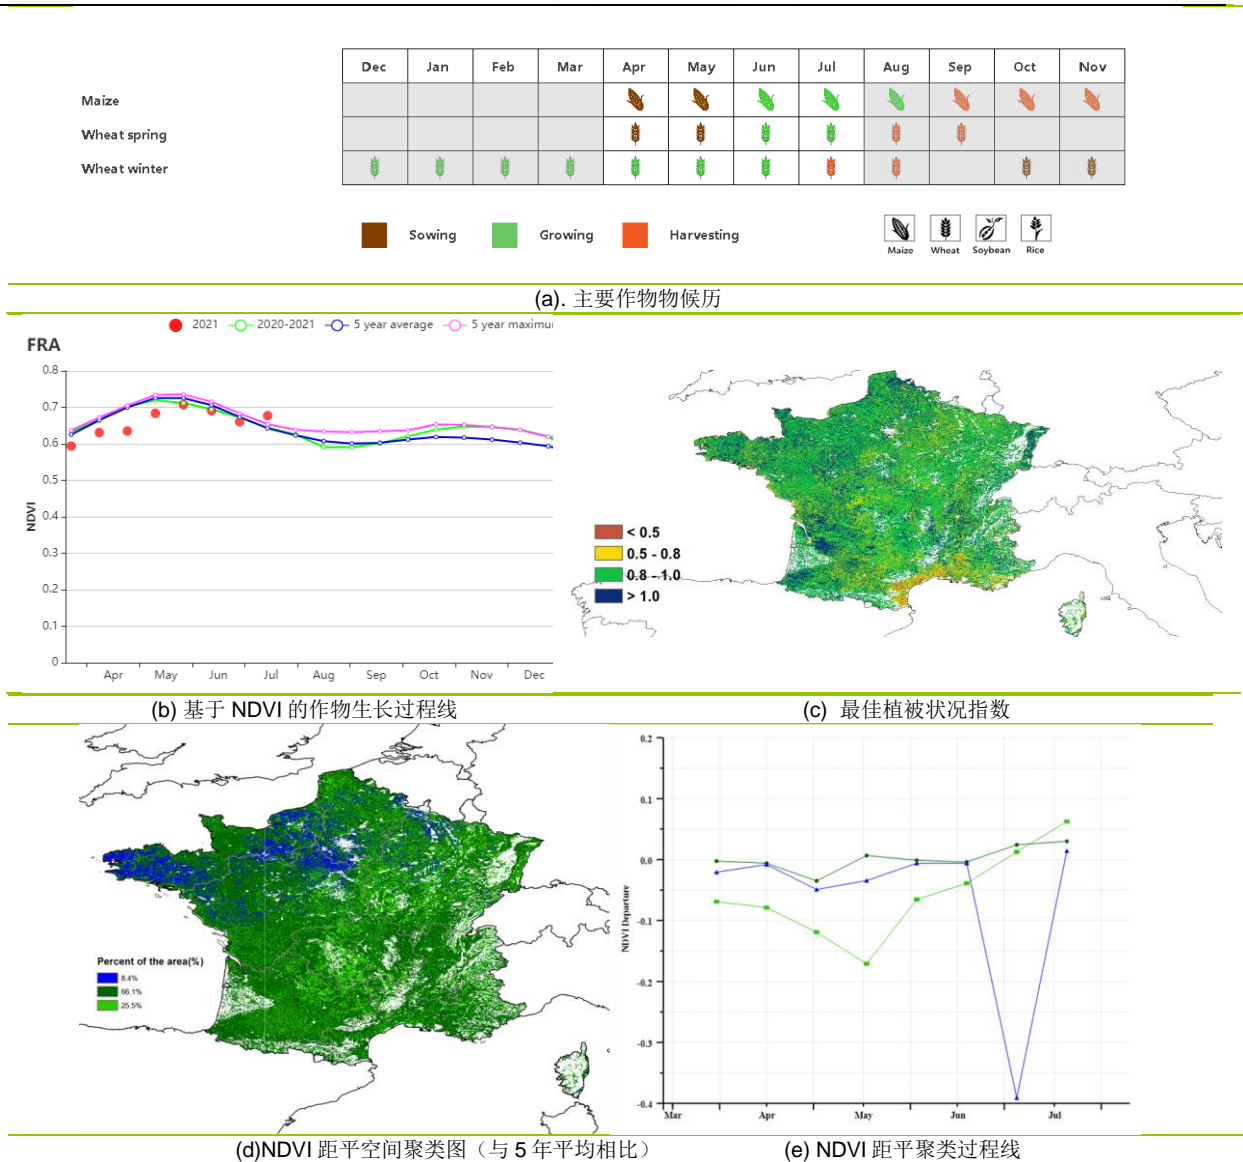 Dec Jan Feb Mar Apr May Jun Jul Aug Sep Oct Nov
Maize
Wheat spring
Wheat winter
Sowing Growing Harvesting
Maize Wheat Soybean Rice
(a). 主要作物物候历
2021 2020-2021 5 year average 5 year maximu
FRA
0.8
0.7
0.6
0.5
0.4
0.3
0.2
0.1
0
NDVI
Apr May Jun Jul Aug Sep Oct Nov Dec
< 0.5
0.5 - 0.8
0.8 - 1.0
> 1.0
(b) 基于 NDVI 的作物生长过程线
(c) 最佳植被状况指数
Percent of the area(%)
8.4%
66.1%
25.5%
0.2
0.1
0.0
-0.1
-0.2
-0.3
-0.4
NDVI Departure
Mar Apr May Jun Jul
(d)NDVI 距平空间聚类图（与 5 年平均相比）
(e) NDVI 距平聚类过程线